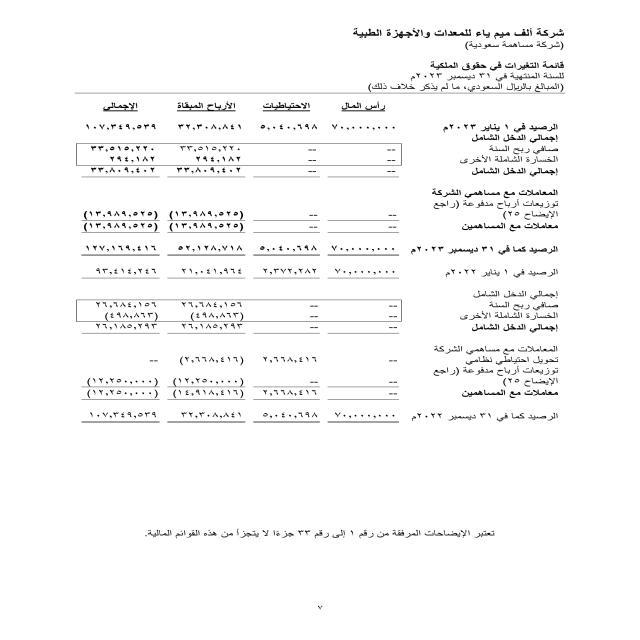 شركة ألف ميم ياء للمعدات والأجهزة الطبية
(شركة مساهمة سعودية)
قائمة التغيرات في حقوق الملكية
للسنة المنتهية في ٣١ ديسمبر ٢٠٢٣م
(المبالغ بالريال السعودي، ما لم يذكر خلاف ذلك)
رأس المال الاحتياطيات الأرباح المبقاة الإجمالي
الرصيد في ١ يناير ٢٠٢٣م ٧٠,٠٠٠,٠٠٠ ٥,٠٤٠,٦٩٨ ٣٢,٣٠٨,٨٤١ ١٠٧,٣٤٩,٥٣٩
إجمالي الدخل الشامل
صافي ربح السنة -- -- ٣٣,٥١٥,٢٢٠ ٣٣,٥١٥,٢٢٠
الخسارة الشاملة الأخرى -- -- ٢٩٤,١٨٢ ٢٩٤,١٨٢
إجمالي الدخل الشامل -- -- ٣٣,٨٠٩,٤٠٢ ٣٣,٨٠٩,٤٠٢
المعاملات مع مساهمي الشركة
توزيعات أرباح مدفوعة (راجع
الإيضاح ٢٥) -- -- (١٣,٩٨٩,٥٢٥) (١٣,٩٨٩,٥٢٥)
معاملات مع المساهمين -- -- (١٣,٩٨٩,٥٢٥) (١٣,٩٨٩,٥٢٥)
الرصيد كما في ٣١ ديسمبر ٢٠٢٣م ٧٠,٠٠٠,٠٠٠ ٥,٠٤٠,٦٩٨ ٥٢,١٢٨,٧١٨ ١٢٧,١٦٩,٤١٦
الرصيد في ١ يناير ٢٠٢٢م ٧٠,٠٠٠,٠٠٠ ٢,٣٧٢,٢٨٢ ٢١,٠٤١,٩٦٤ ٩٣,٤١٤,٢٤٦
إجمالي الدخل الشامل
صافي ربح السنة -- -- ٢٦,٦٨٤,١٥٦ ٢٦,٦٨٤,١٥٦
الخسارة الشاملة الأخرى -- -- (٤٩٨,٨٦٣) (٤٩٨,٨٦٣)
إجمالي الدخل الشامل -- -- ٢٦,١٨٥,٢٩٣ ٢٦,١٨٥,٢٩٣
المعاملات مع مساهمي الشركة
تحويل احتياطي نظامي -- ٢,٦٦٨,٤١٦ (٢,٦٦٨,٤١٦) --
توزيعات أرباح مدفوعة (راجع
الإيضاح ٢٥) -- -- (١٢,٢٥٠,٠٠٠) (١٢,٢٥٠,٠٠٠)
معاملات مع المساهمين -- ٢,٦٦٨,٤١٦ (١٤,٩١٨,٤١٦) (١٢,٢٥٠,٠٠٠)
الرصيد كما في ٣١ ديسمبر ٢٠٢٢م ٧٠,٠٠٠,٠٠٠ ٥,٠٤٠,٦٩٨ ٣٢,٣٠٨,٨٤١ ١٠٧,٣٤٩,٥٣٩
تعتبر الإيضاحات المرفقة من رقم ١ إلى رقم ٣٣ جزءًا لا يتجزأ من هذه القوائم المالية.
٧